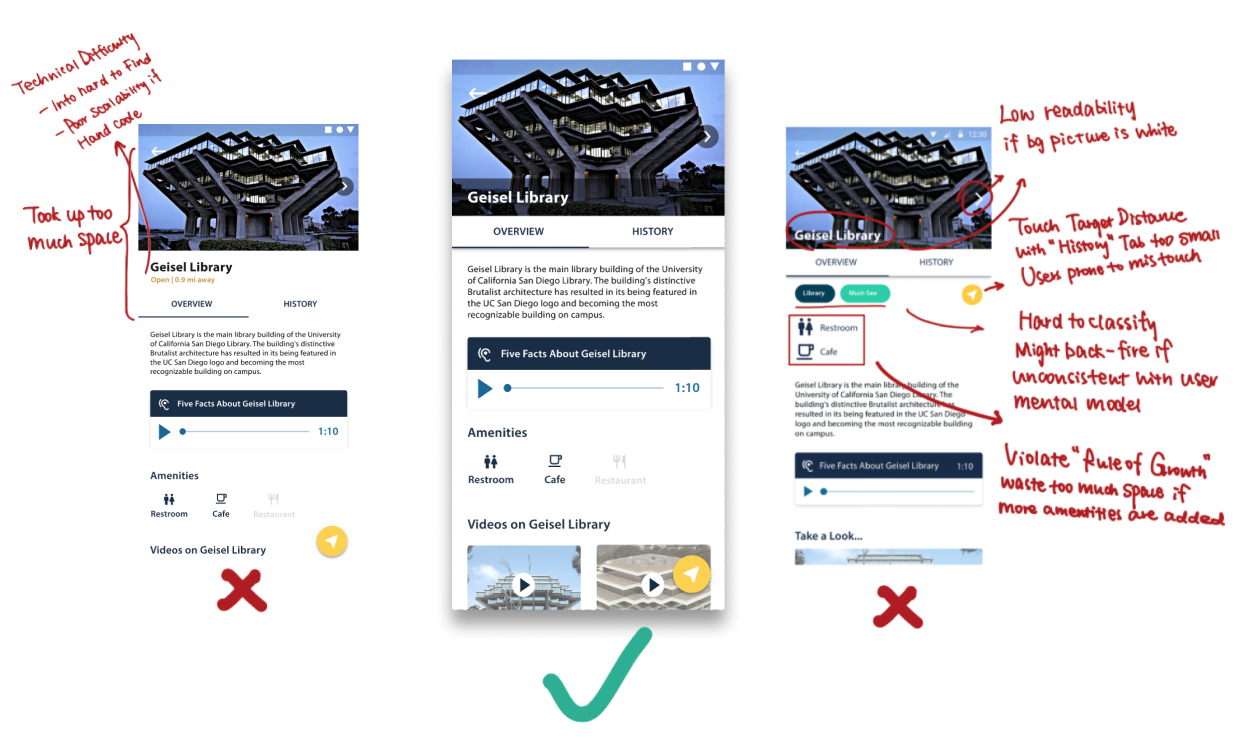 Technical Difficulty
- Into hard to Find
- Poor scalability if
Hand code
Took up too
much space
Geisel Library
Open | 0.9 mi away
OVERVIEW HISTORY
Geisel Library is the main library building of the University
of California San Diego Library. The building's distinctive
Brutalist architecture has resulted in its being featured in
the UC San Diego logo and becoming the most
recognizable building on campus.
Five Facts About Geisel Library
1:10
Amenities
Restroom Cafe Restaurant
Videos on Geisel Library
Geisel Library
OVERVIEW HISTORY
Geisel Library is the main library building of the University
of California San Diego Library. The building's distinctive
Brutalist architecture has resulted in its being featured in
the UC San Diego logo and becoming the most
recognizable building on campus.
Five Facts About Geisel Library
1:10
Amenities
Restroom Cafe Restaurant
Videos on Geisel Library
12:30
Geisel Library
OVERVIEW HISTORY
Library Must-See
Restroom
Cafe
Geisel Library is the main library building of the
University of California San Diego Library. The
building's distinctive Brutalist architecture has
resulted in its being featured in the UC San Diego
logo and becoming the most recognizable building
on campus.
Five Facts About Geisel Library 1:10
Take a Look...
Low readability
if bg picture is white
Touch Target Distance
with "History" Tab too small
Users prone to mistouch
Hard to classify
Might back-fire if
unconsistent with user
mental model
Violate "Rule of Growth"
waste too much space if
more amentities are added